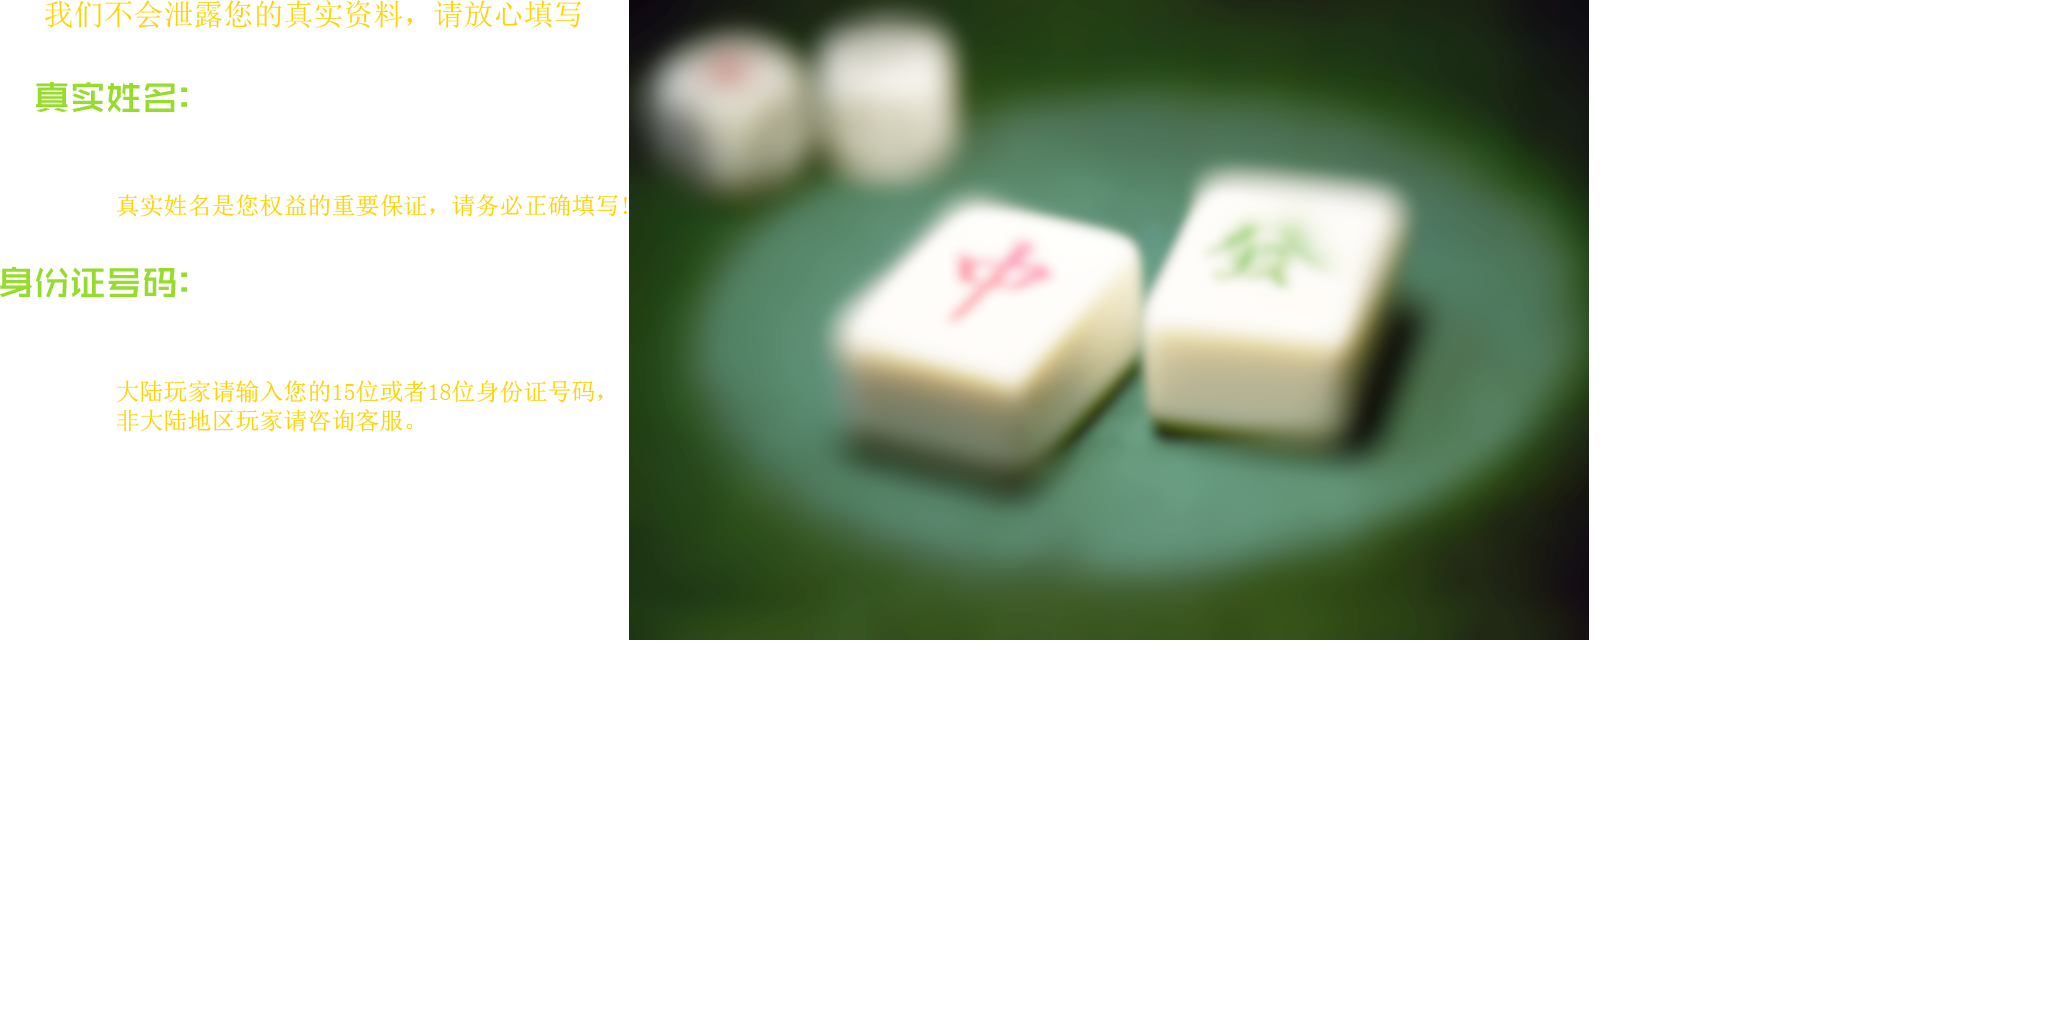 我们不会泄露您的真实资料，请放心填写
真实姓名：
真实姓名是您权益的重要保证，请务必正确填写！
身份证号码：
大陆玩家请输入您的15位或者18位身份证号码，
非大陆地区玩家请咨询客服。
中
發